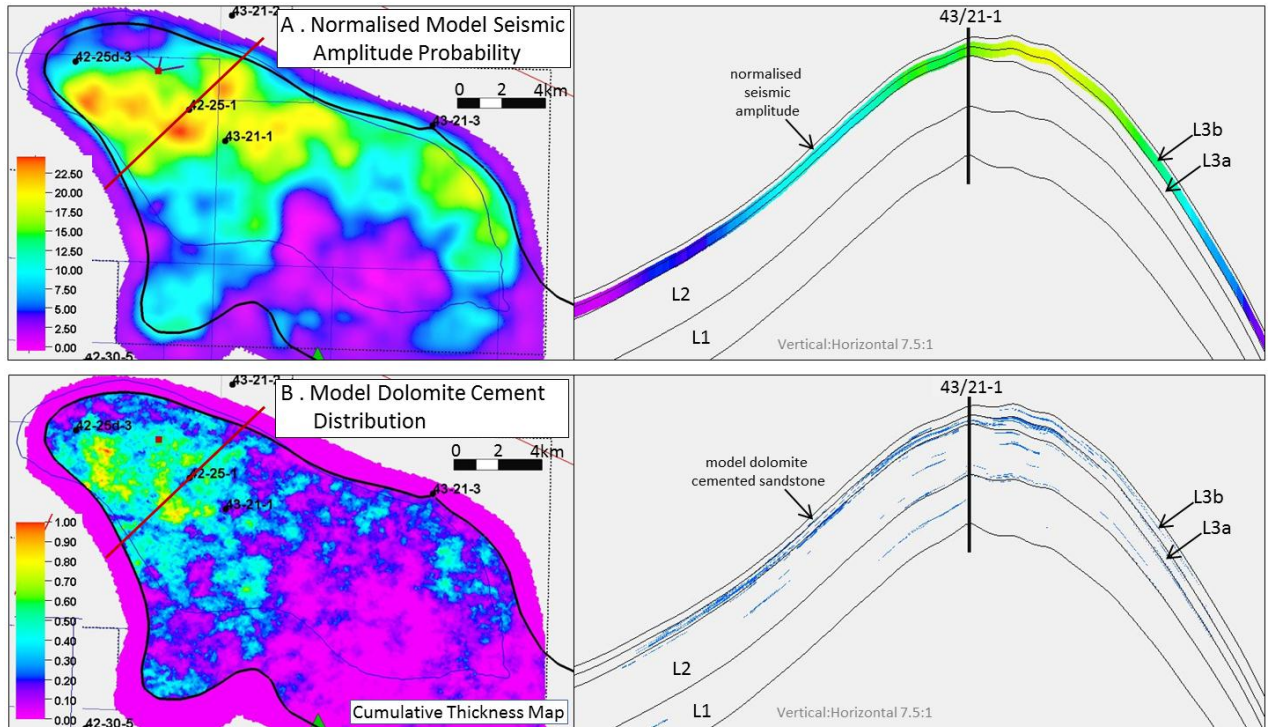 43-21-2
A . Normalised Model Seismic
Amplitude Probability
42-25d-3
0 2 4km
42-25-1
43-21-3
43-21-1
22.50
20.00
17.50
15.00
12.50
10.00
7.50
5.00
2.50
0.00
42-30-5
43/21-1
normalised
seismic
amplitude
L3b
L3a
L2
L1
Vertical:Horizontal 7.5:1
43-21-2
B . Model Dolomite Cement
Distribution
42-25d-3
0 2 4km
42-25-1
43-21-3
43-21-1
1.00
0.90
0.80
0.70
0.60
0.50
0.40
0.30
0.20
0.10
0.00
42-30-5
Cumulative Thickness Map
43/21-1
model dolomite
cemented sandstone
L3b
L3a
L2
L1
Vertical:Horizontal 7.5:1